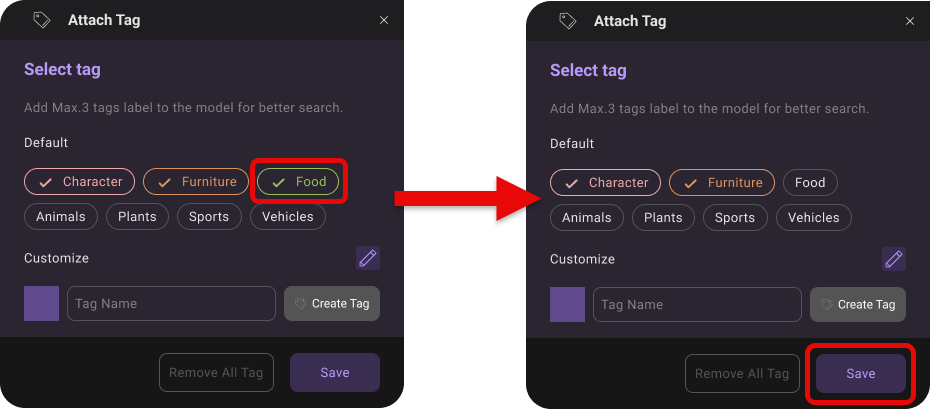 Attach Tag
Select tag
Add Max.3 tags label to the model for better search.
Default
Character Furniture Food
Animals Plants Sports Vehicles
Customize
Tag Name Create Tag
Remove All Tag Save
Attach Tag
Select tag
Add Max.3 tags label to the model for better search.
Default
Character Furniture Food
Animals Plants Sports Vehicles
Customize
Tag Name Create Tag
Remove All Tag Save